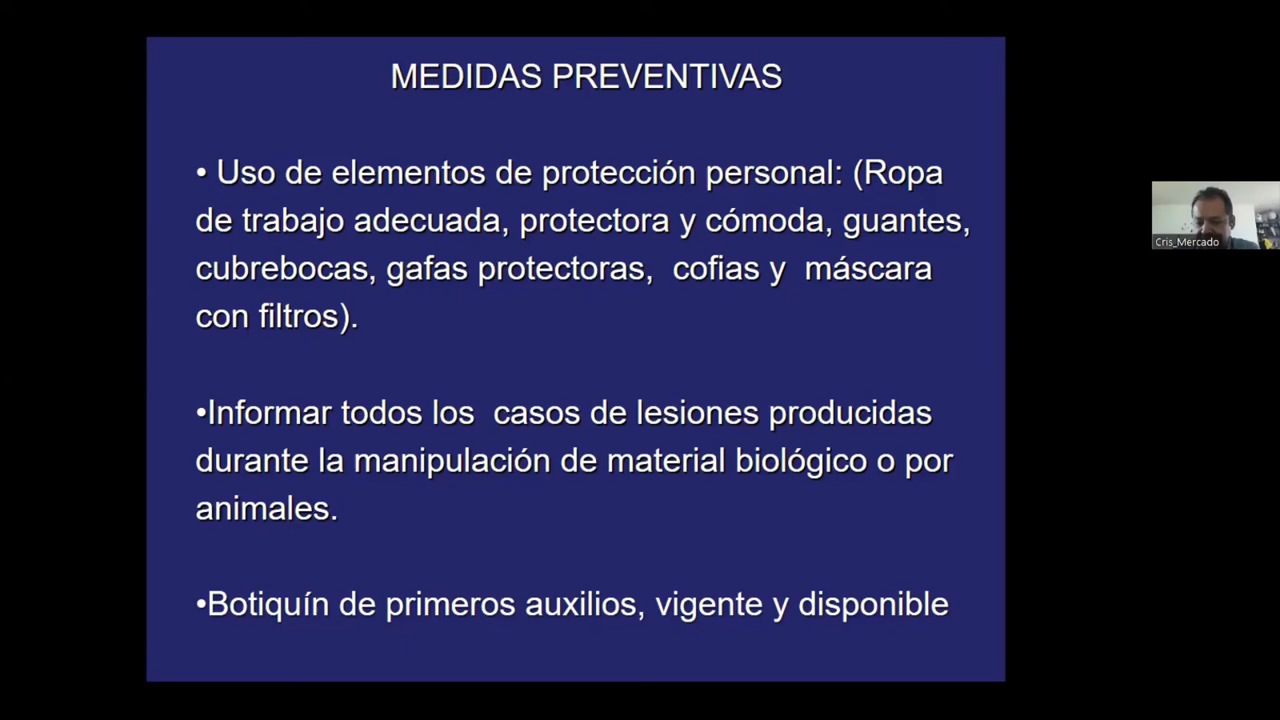 MEDIDAS PREVENTIVAS
• Uso de elementos de protección personal: (Ropa
de trabajo adecuada, protectora y cómoda, guantes,
cubrebocas, gafas protectoras, cofias y máscara
con filtros).
•Informar todos los casos de lesiones producidas
durante la manipulación de material biológico o por
animales.
•Botiquín de primeros auxilios, vigente y disponible
Cris_Mercado